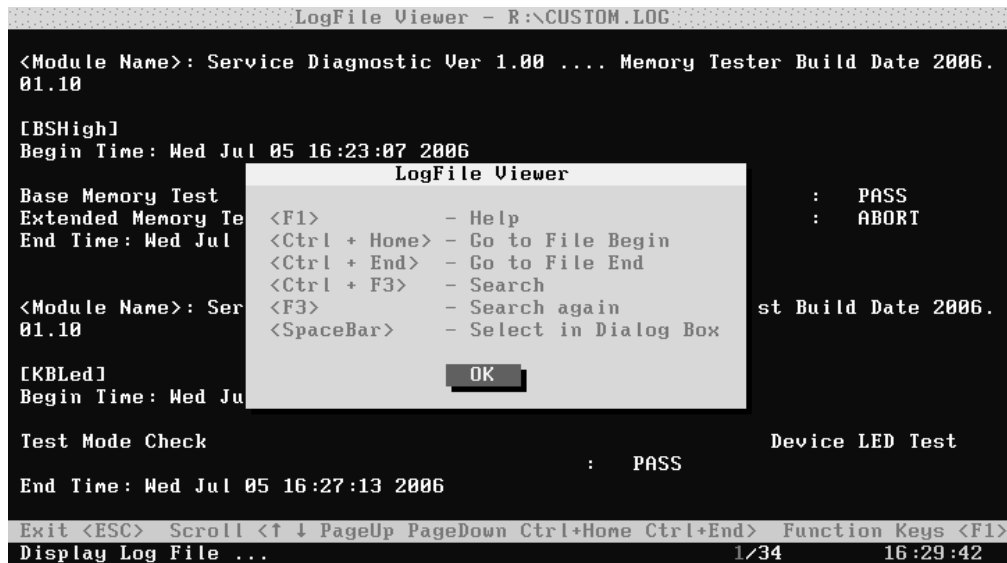 LogFile Viewer - R:\CUSTOM.LOG
<Module Name>: Service Diagnostic Ver 1.00 .... Memory Tester Build Date 2006.
01.10
[BSHigh]
Begin Time: Wed Jul 05 16:23:07 2006
LogFile Viewer
Base Memory Test : PASS
Extended Memory Te : ABORT
End Time: Wed Jul
<F1> - Help
<Ctrl + Home> - Go to File Begin
<Ctrl + End> - Go to File End
<Ctrl + F3> - Search
<F3> - Search again
<SpaceBar> - Select in Dialog Box
OK
<Module Name>: Ser st Build Date 2006.
01.10
[KBLed]
Begin Time: Wed Ju
Test Mode Check Device LED Test
: PASS
End Time: Wed Jul 05 16:27:13 2006
Exit <ESC> Scroll <↑ ↓ PageUp PageDown Ctrl+Home Ctrl+End> Function Keys <F1>
Display Log File ... 1/34 16:29:42